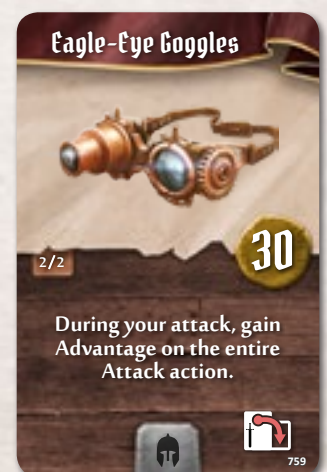 Eagle-Eye Goggles
2/2
30
During your attack, gain
Advantage on the entire
Attack action.
759